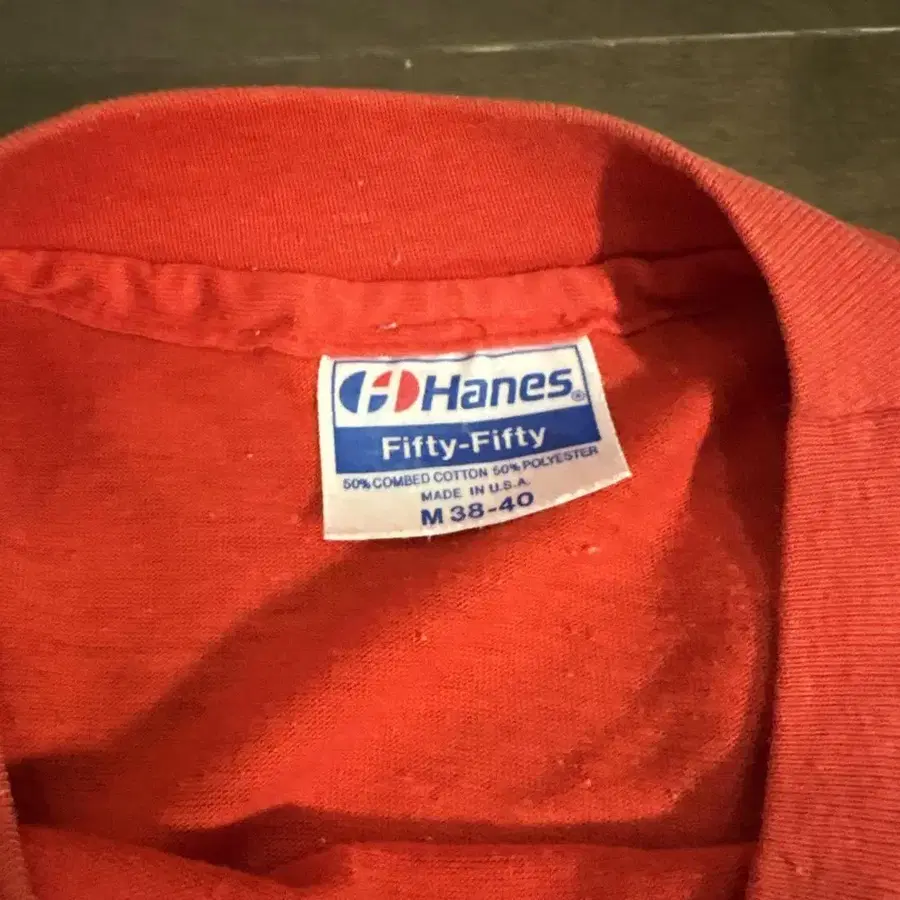 Hanes®
Fifty-Fifty
50% COMBED COTTON 50% POLYESTER
MADE IN U.S.A.
M 38-40